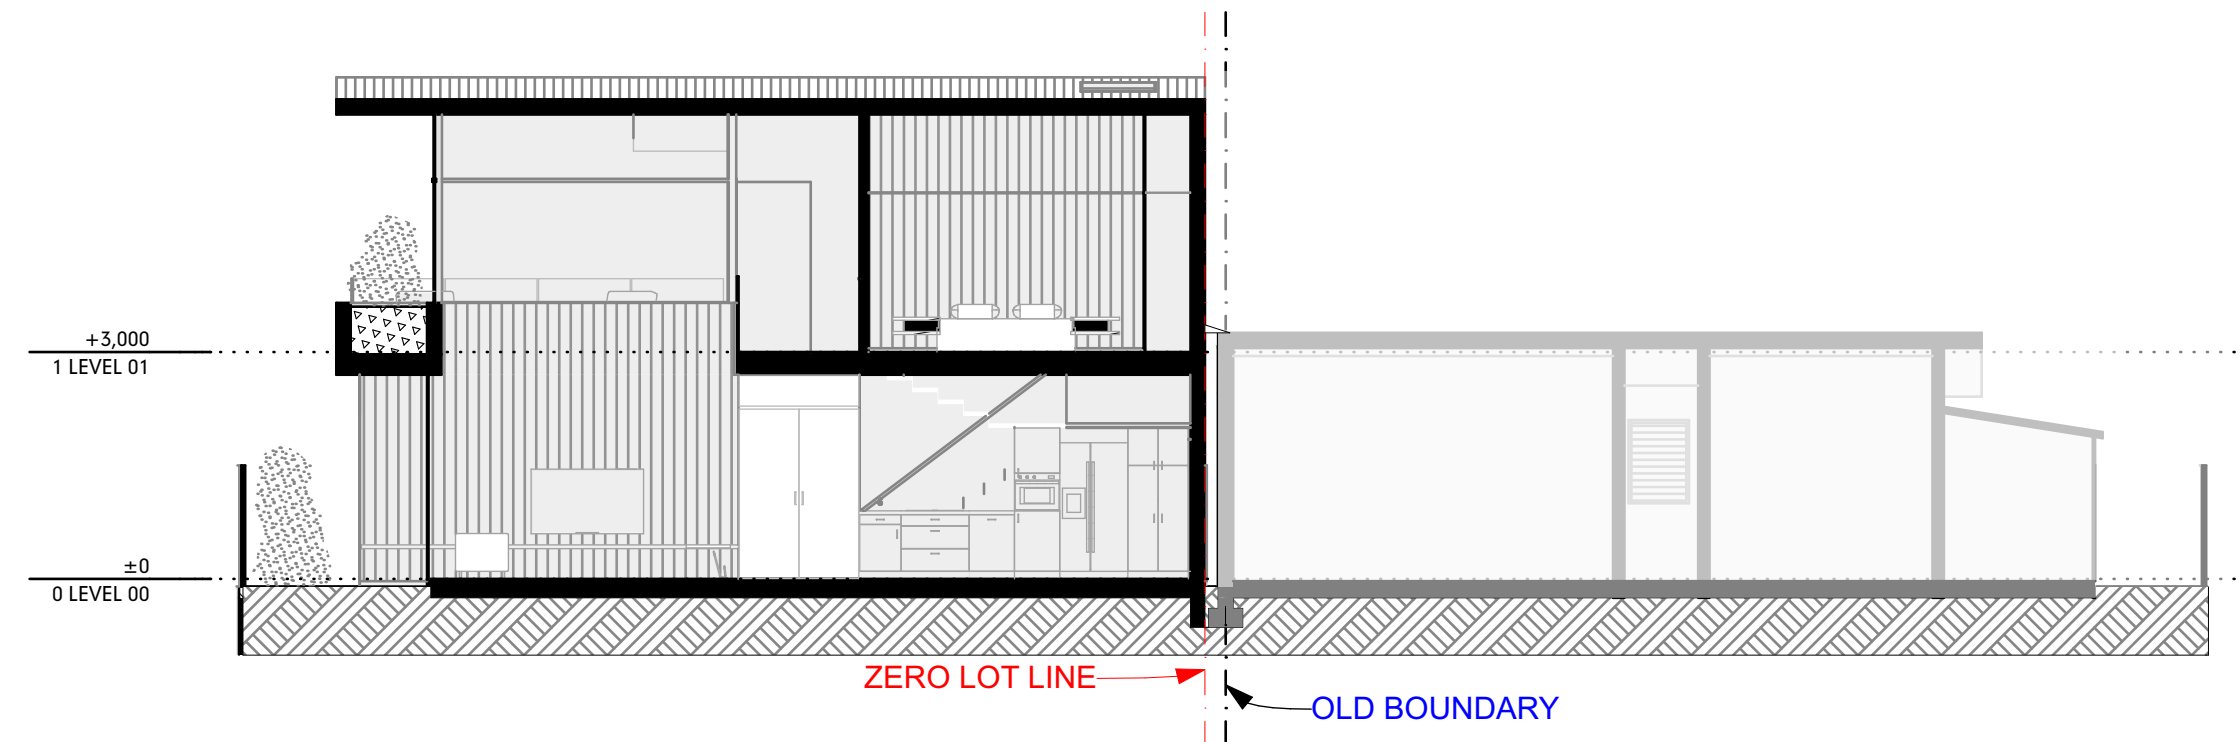 +3,000
1 LEVEL 01
±0
0 LEVEL 00
ZERO LOT LINE
OLD BOUNDARY